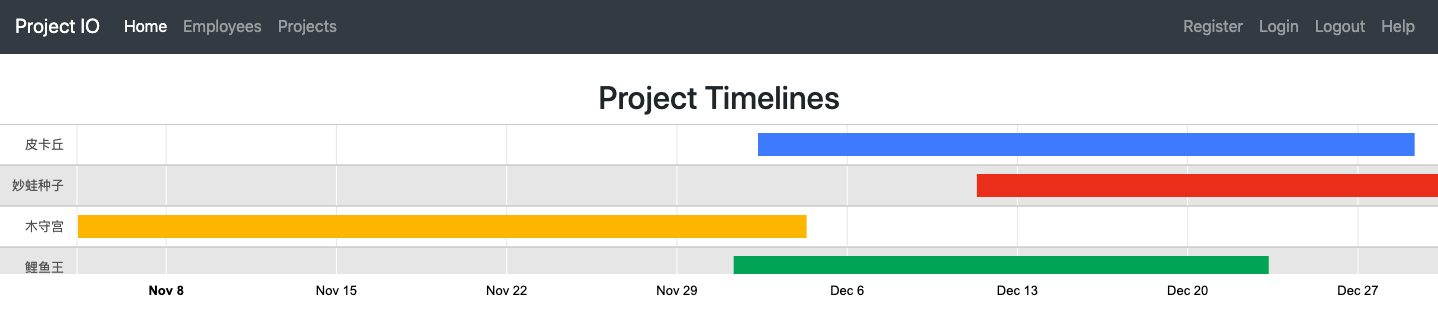 Project IO Home Employees Projects Register Login Logout Help
Project Timelines
皮卡丘
妙蛙种子
木守宫
鲤鱼王
Nov 8 Nov 15 Nov 22 Nov 29 Dec 6 Dec 13 Dec 20 Dec 27